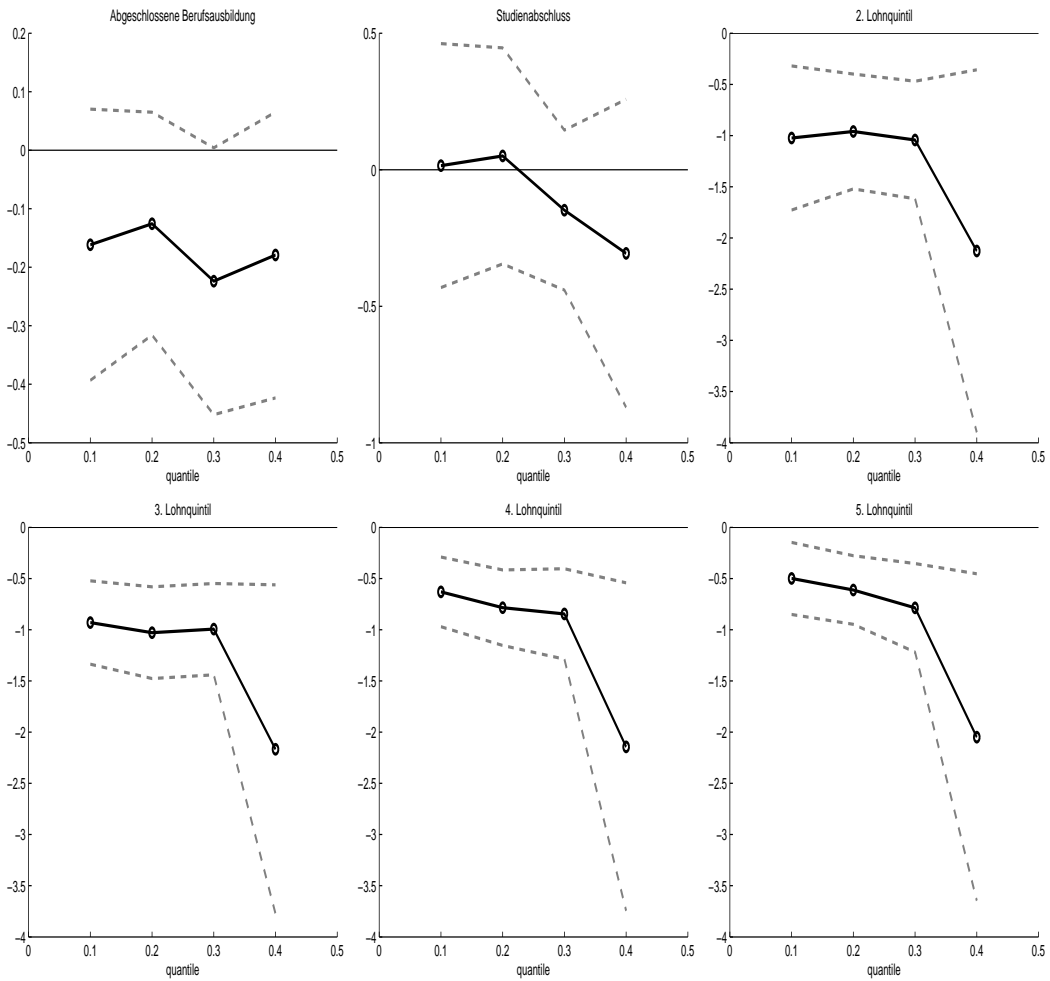 Abgeschlossene Berufsausbildung
0.2
0.1
0
−0.1
−0.2
−0.3
−0.4
−0.5
0 0.1 0.2 0.3 0.4 0.5
quantile
Studienabschluss
0.5
0
−0.5
−1
0 0.1 0.2 0.3 0.4 0.5
quantile
2. Lohnquintil
0
−0.5
−1
−1.5
−2
−2.5
−3
−3.5
−4
0 0.1 0.2 0.3 0.4 0.5
quantile
3. Lohnquintil
0
−0.5
−1
−1.5
−2
−2.5
−3
−3.5
−4
0 0.1 0.2 0.3 0.4 0.5
quantile
4. Lohnquintil
0
−0.5
−1
−1.5
−2
−2.5
−3
−3.5
−4
0 0.1 0.2 0.3 0.4 0.5
quantile
5. Lohnquintil
0
−0.5
−1
−1.5
−2
−2.5
−3
−3.5
−4
0 0.1 0.2 0.3 0.4 0.5
quantile